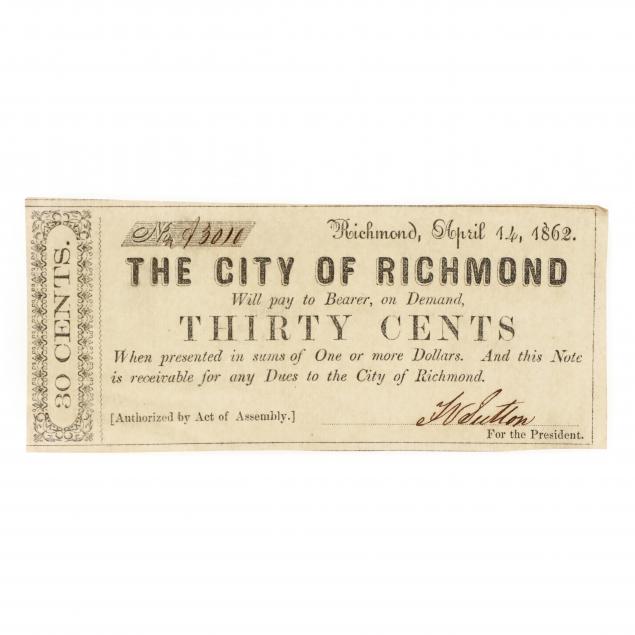 30 CENTS.
No. 3010
Richmond, April 14, 1862.
THE CITY OF RICHMOND
Will pay to Bearer, on Demand,
THIRTY CENTS
When presented in sums of One or more Dollars. And this Note
is receivable for any Dues to the City of Richmond.
[Authorized by Act of Assembly.]
Sutton
For the President.